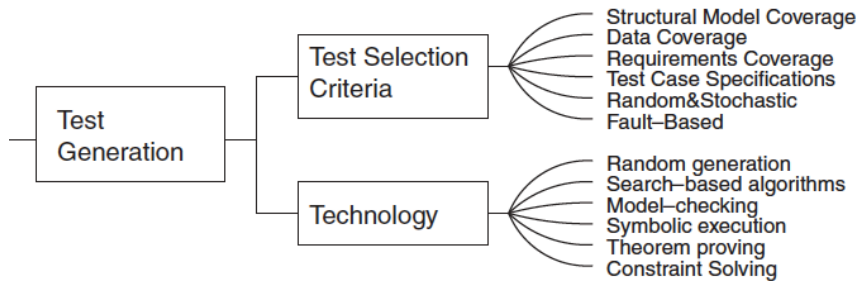 Test
Generation
Test Selection
Criteria
Structural Model Coverage
Data Coverage
Requirements Coverage
Test Case Specifications
Random&Stochastic
Fault–Based
Technology
Random generation
Search–based algorithms
Model–checking
Symbolic execution
Theorem proving
Constraint Solving